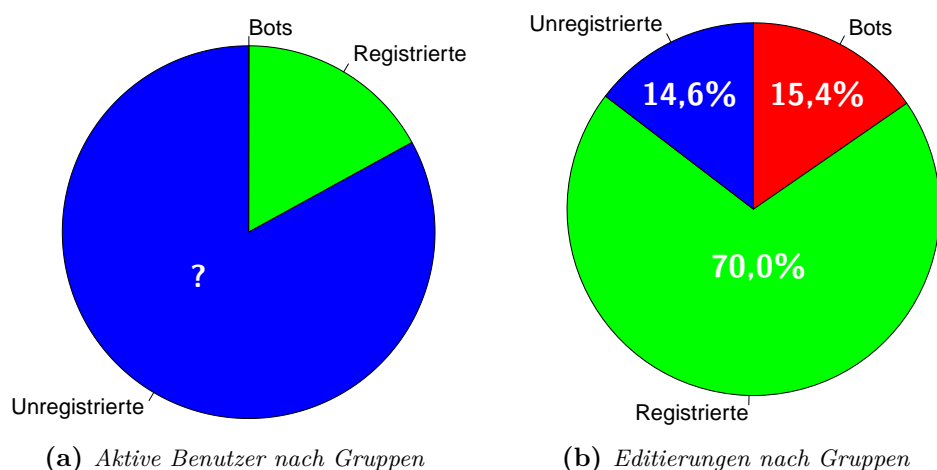 Bots
Registrierte
?
Unregistrierte
(a) Aktive Benutzer nach Gruppen
Unregistrierte
Bots
14,6%
15,4%
70,0%
Registrierte
(b) Editierungen nach Gruppen